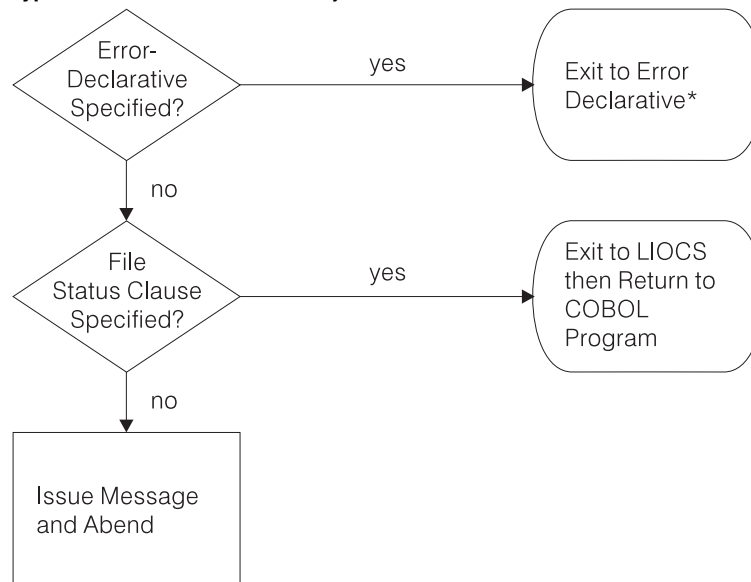 Error-
Declarative
Specified?
yes
Exit to Error
Declarative*
no
File
Status Clause
Specified?
yes
Exit to LIOCS
then Return to
COBOL
Program
no
Issue Message
and Abend